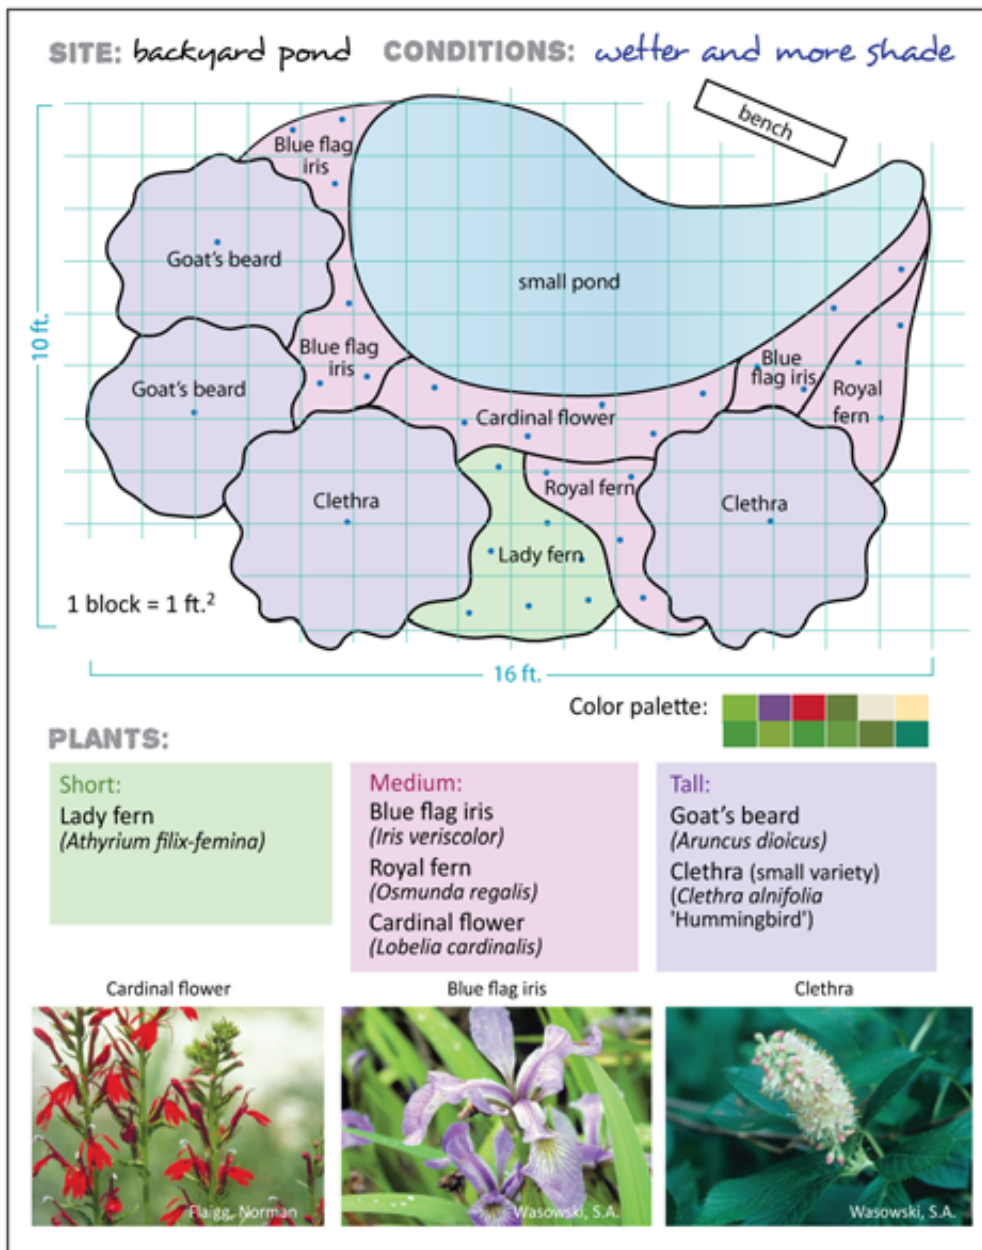 SITE: backyard pond CONDITIONS: wetter and more shade
bench
Blue flag
iris
Goat's beard
small pond
10 ft.
Blue flag
iris
Goat's beard
Blue
flag iris
Royal
fern
Cardinal flower
Clethra
Royal fern
Clethra
Lady fern
1 block = 1 ft.²
16 ft.
Color palette:
PLANTS:
Short:
Lady fern
(Athyrium filix-femina)
Medium:
Blue flag iris
(Iris veriscolor)
Royal fern
(Osmunda regalis)
Cardinal flower
(Lobelia cardinalis)
Tall:
Goat's beard
(Aruncus dioicus)
Clethra (small variety)
(Clethra alnifolia
'Hummingbird')
Cardinal flower
Blue flag iris
Clethra
Flaigg, Norman
Wasowski, S.A.
Wasowski, S.A.